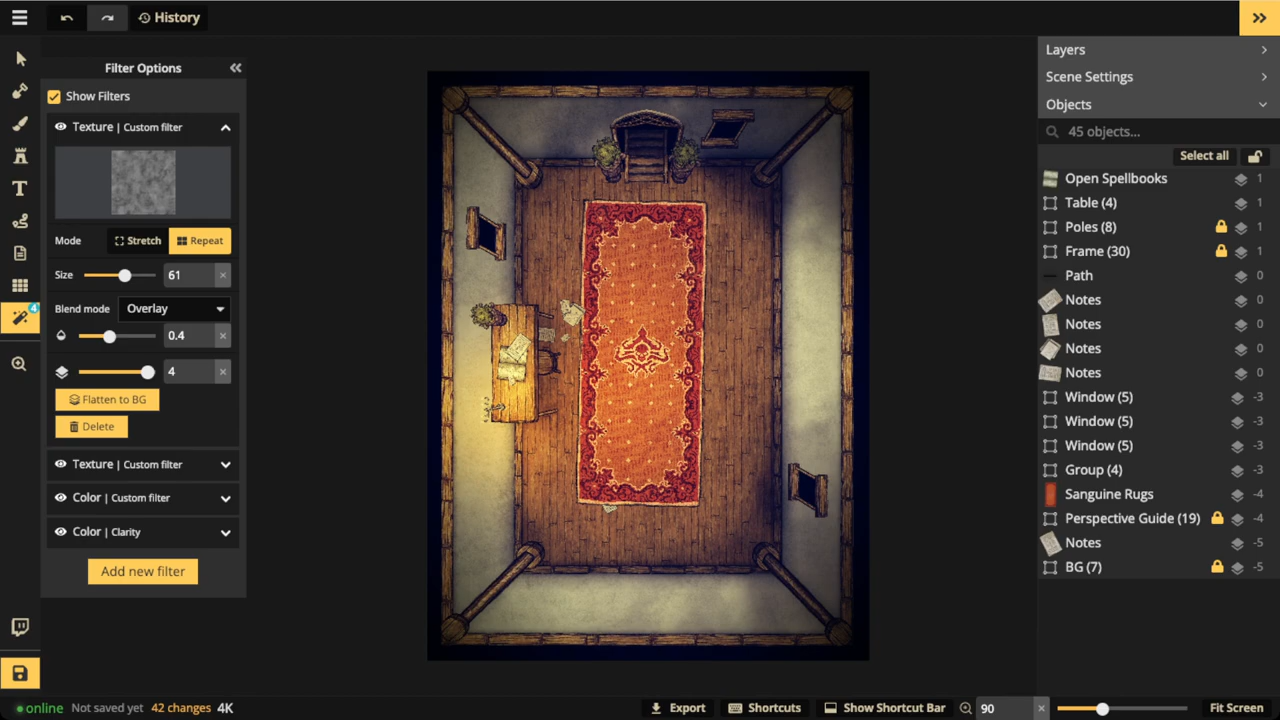 History
Filter Options
Show Filters
Texture | Custom filter
Mode Stretch Repeat
Size 61
Blend mode Overlay
0.4
4
Flatten to BG
Delete
Texture | Custom filter
Color | Custom filter
Color | Clarity
Add new filter
4
Layers
Scene Settings
Objects
45 objects...
Select all
Open Spellbooks 1
Table (4) 1
Poles (8) 1
Frame (30) 1
Path 0
Notes 0
Notes 0
Notes 0
Notes 0
Window (5) -3
Window (5) -3
Window (5) -3
Group (4) -3
Sanguine Rugs -4
Perspective Guide (19) -4
Notes -5
BG (7) -5
online Not saved yet 42 changes 4K
Export Shortcuts Show Shortcut Bar 90 Fit Screen